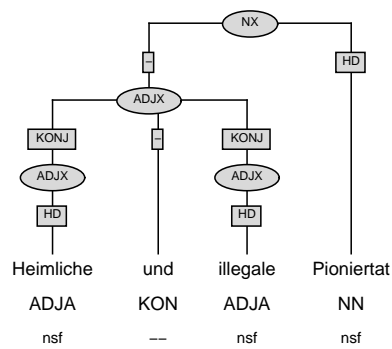 NX
– HD
ADJX
KONJ – KONJ
ADJX ADJX
HD HD
Heimliche und illegale Pioniertat
ADJA KON ADJA NN
nsf –– nsf nsf